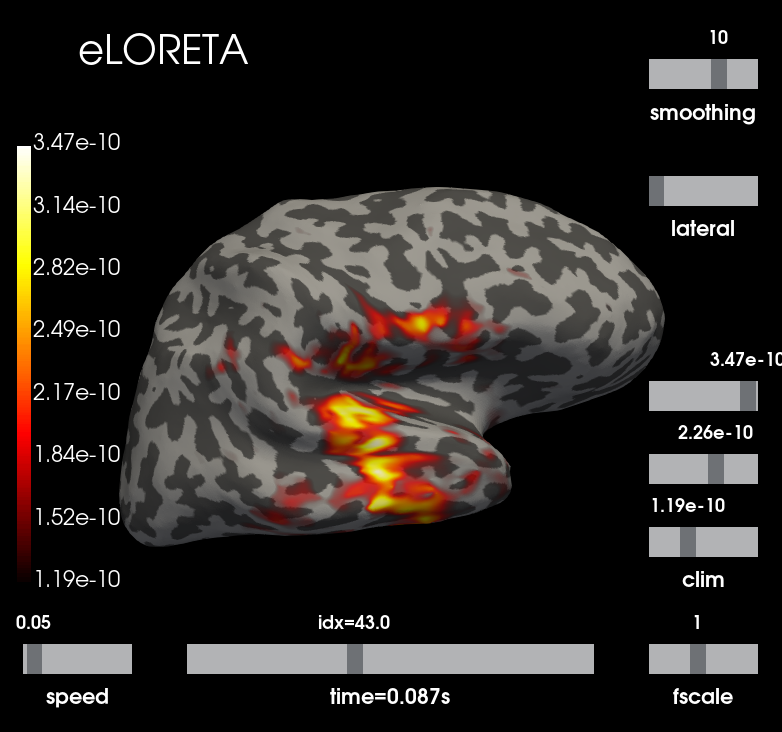 eLORETA
10
smoothing
3.47e-10
3.14e-10
2.82e-10
2.49e-10
2.17e-10
1.84e-10
1.52e-10
1.19e-10
lateral
3.47e-10
2.26e-10
1.19e-10
clim
0.05
speed
idx=43.0
time=0.087s
1
fscale